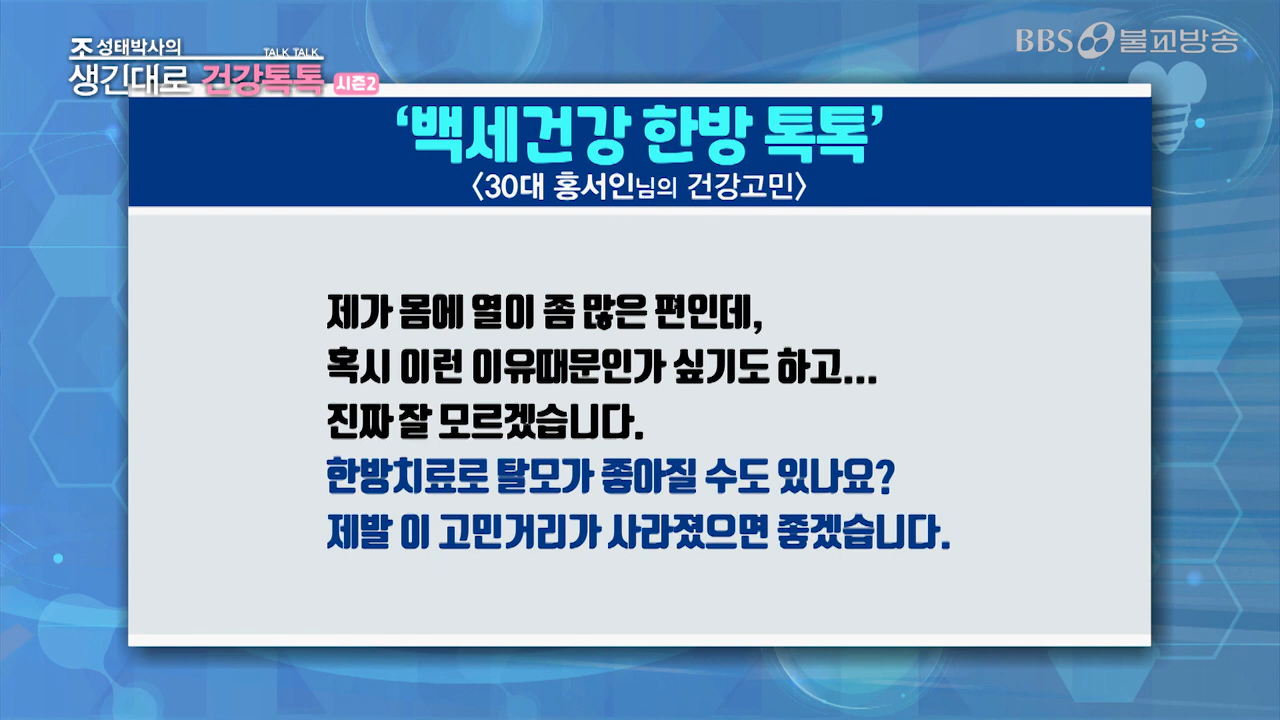 조성태박사의
TALK TALK
생긴대로 건강톡톡 시즌2
BBS 불교방송
‘백세건강 한방 톡톡’
<30대 홍서인님의 건강고민>
제가 몸에 열이 좀 많은 편인데,
혹시 이런 이유때문인가 싶기도 하고...
진짜 잘 모르겠습니다.
한방치료로 탈모가 좋아질 수도 있나요?
제발 이 고민거리가 사라졌으면 좋겠습니다.